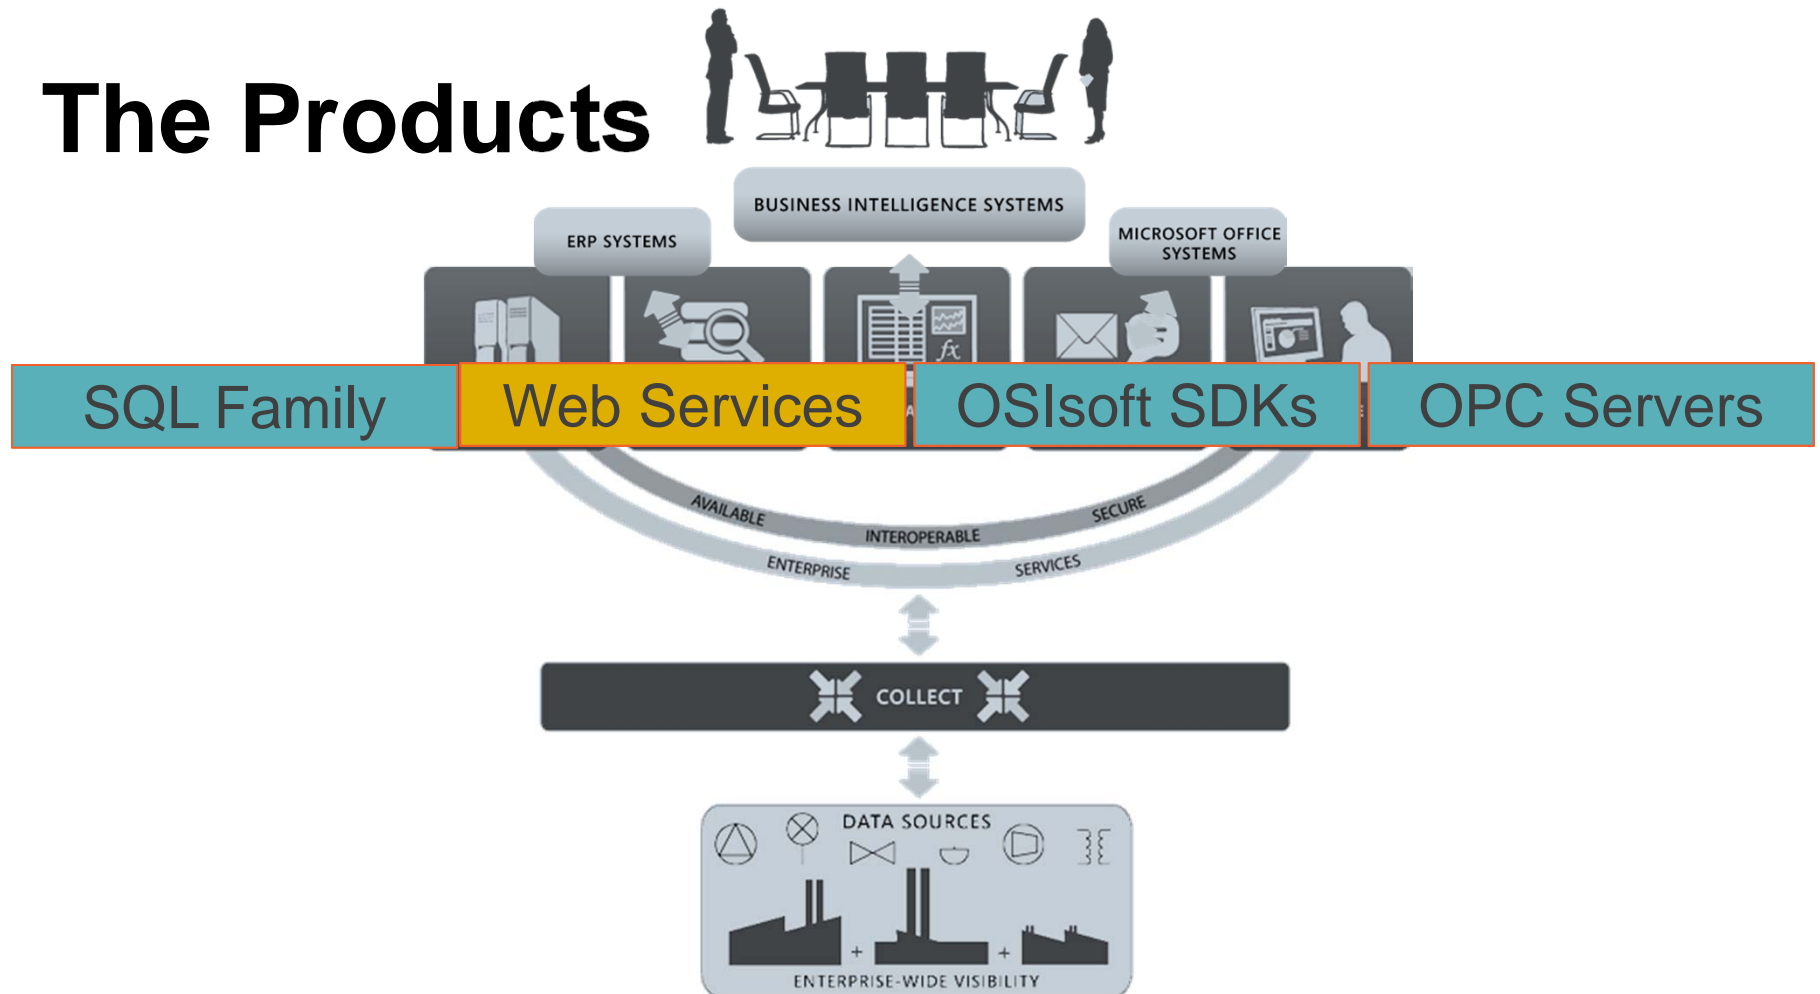 The Products
BUSINESS INTELLIGENCE SYSTEMS
ERP SYSTEMS
MICROSOFT OFFICE
SYSTEMS
fx
SQL Family
Web Services
OSIsoft SDKs
OPC Servers
AVAILABLE
INTEROPERABLE
SECURE
ENTERPRISE
SERVICES
COLLECT
DATA SOURCES
+
+
ENTERPRISE-WIDE VISIBILITY